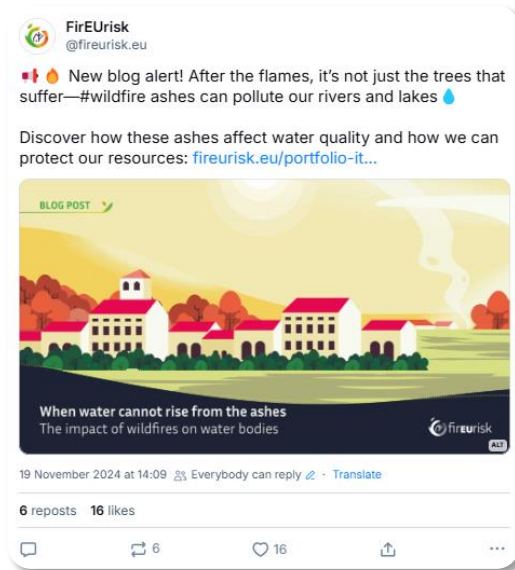 FirEUrisk
@fireurisk.eu
📢🔥 New blog alert! After the flames, it's not just the trees that
suffer—#wildfire ashes can pollute our rivers and lakes💧
Discover how these ashes affect water quality and how we can
protect our resources: fireurisk.eu/portfolio-it...
BLOG POST
When water cannot rise from the ashes
The impact of wildfires on water bodies
firEUrisk
ALT
19 November 2024 at 14:09 Everybody can reply · Translate
6 reposts 16 likes
6 16